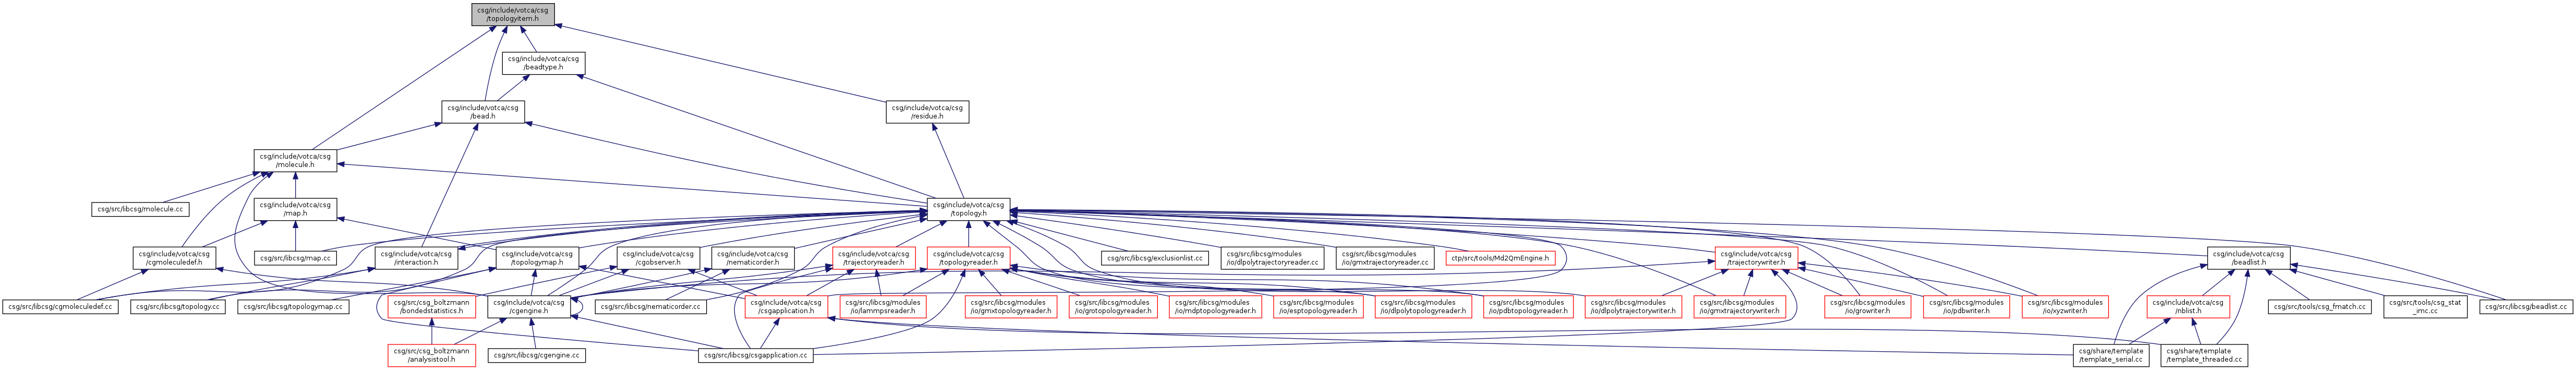 csg/include/votca/csg
/topologyitem.h
csg/include/votca/csg
/beadtype.h
csg/include/votca/csg
/bead.h
csg/include/votca/csg
/residue.h
csg/include/votca/csg
/molecule.h
csg/src/libcsg/molecule.cc
csg/include/votca/csg
/map.h
csg/include/votca/csg
/topology.h
csg/include/votca/csg
/cgmoleculedef.h
csg/src/libcsg/map.cc
csg/include/votca/csg
/interaction.h
csg/include/votca/csg
/topologymap.h
csg/include/votca/csg
/cgobserver.h
csg/include/votca/csg
/nematicorder.h
csg/include/votca/csg
/trajectoryreader.h
csg/include/votca/csg
/topologyreader.h
csg/src/libcsg/exclusionlist.cc
csg/src/libcsg/modules
/io/dlpolytrajectoryreader.cc
csg/src/libcsg/modules
/io/gmxtrajectoryreader.cc
ctp/src/tools/Md2QmEngine.h
csg/include/votca/csg
/trajectorywriter.h
csg/include/votca/csg
/beadlist.h
csg/src/libcsg/cgmoleculedef.cc
csg/src/libcsg/topology.cc
csg/src/libcsg/topologymap.cc
csg/src/csg_boltzmann
/bondedstatistics.h
csg/include/votca/csg
/cgengine.h
csg/src/libcsg/nematicorder.cc
csg/include/votca/csg
/csgapplication.h
csg/src/libcsg/modules
/io/lammpsreader.h
csg/src/libcsg/modules
/io/gmxtopologyreader.h
csg/src/libcsg/modules
/io/grotopologyreader.h
csg/src/libcsg/modules
/io/mdptopologyreader.h
csg/src/libcsg/modules
/io/esptopologyreader.h
csg/src/libcsg/modules
/io/dlpolytopologyreader.h
csg/src/libcsg/modules
/io/pdbtopologyreader.h
csg/src/libcsg/modules
/io/dlpolytrajectorywriter.h
csg/src/libcsg/modules
/io/gmxtrajectorywriter.h
csg/src/libcsg/modules
/io/growriter.h
csg/src/libcsg/modules
/io/pdbwriter.h
csg/src/libcsg/modules
/io/xyzwriter.h
csg/include/votca/csg
/nblist.h
csg/src/tools/csg_fmatch.cc
csg/src/tools/csg_stat
_imc.cc
csg/src/libcsg/beadlist.cc
csg/src/csg_boltzmann
/analysistool.h
csg/src/libcsg/cgengine.cc
csg/src/libcsg/csgapplication.cc
csg/share/template
/template_serial.cc
csg/share/template
/template_threaded.cc